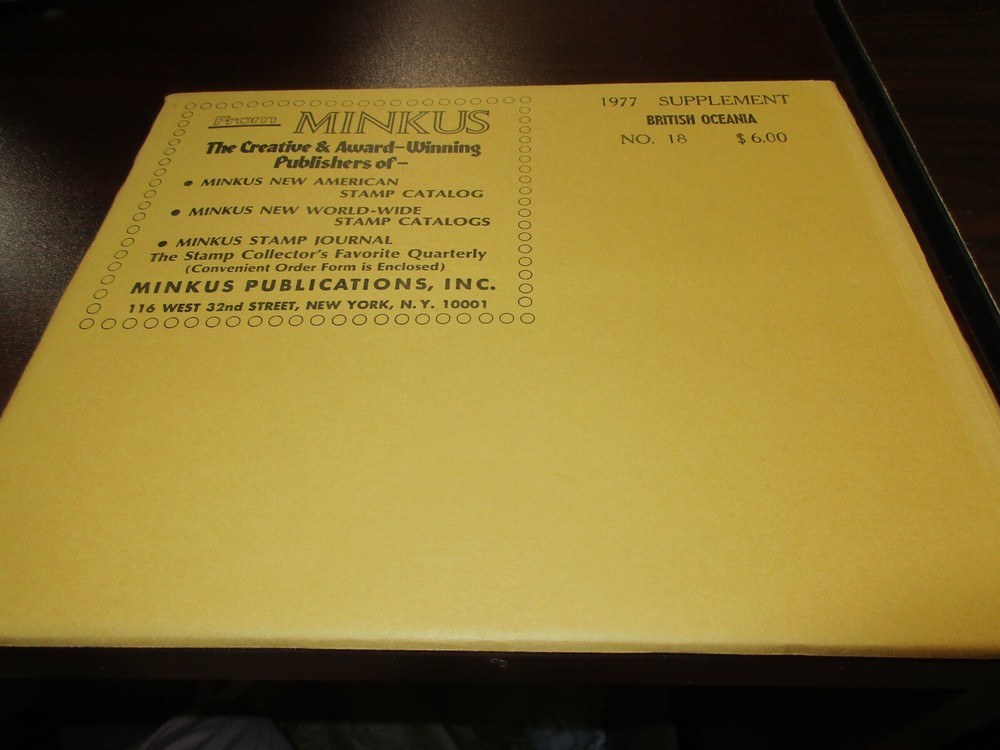 From MINKUS
The Creative & Award-Winning
Publishers of-
• MINKUS NEW AMERICAN
STAMP CATALOG
• MINKUS NEW WORLD-WIDE
STAMP CATALOGS
• MINKUS STAMP JOURNAL
The Stamp Collector's Favorite Quarterly
(Convenient Order Form is Enclosed)
MINKUS PUBLICATIONS, INC.
116 WEST 32nd STREET, NEW YORK, N.Y. 10001
1977 SUPPLEMENT
BRITISH OCEANIA
NO. 18 $6.00